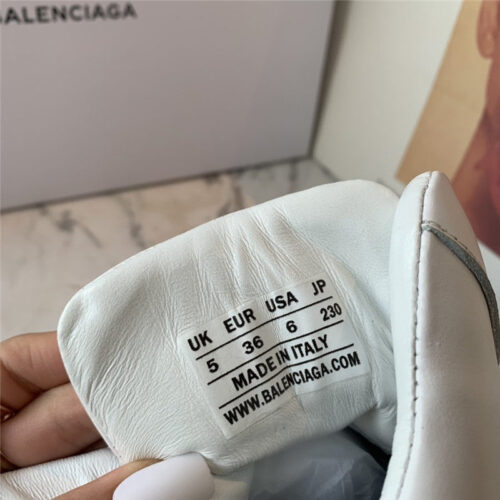 BALENCIAGA
UK EUR USA JP
5 36 6 230
MADE IN ITALY
WWW.BALENCIAGA.COM